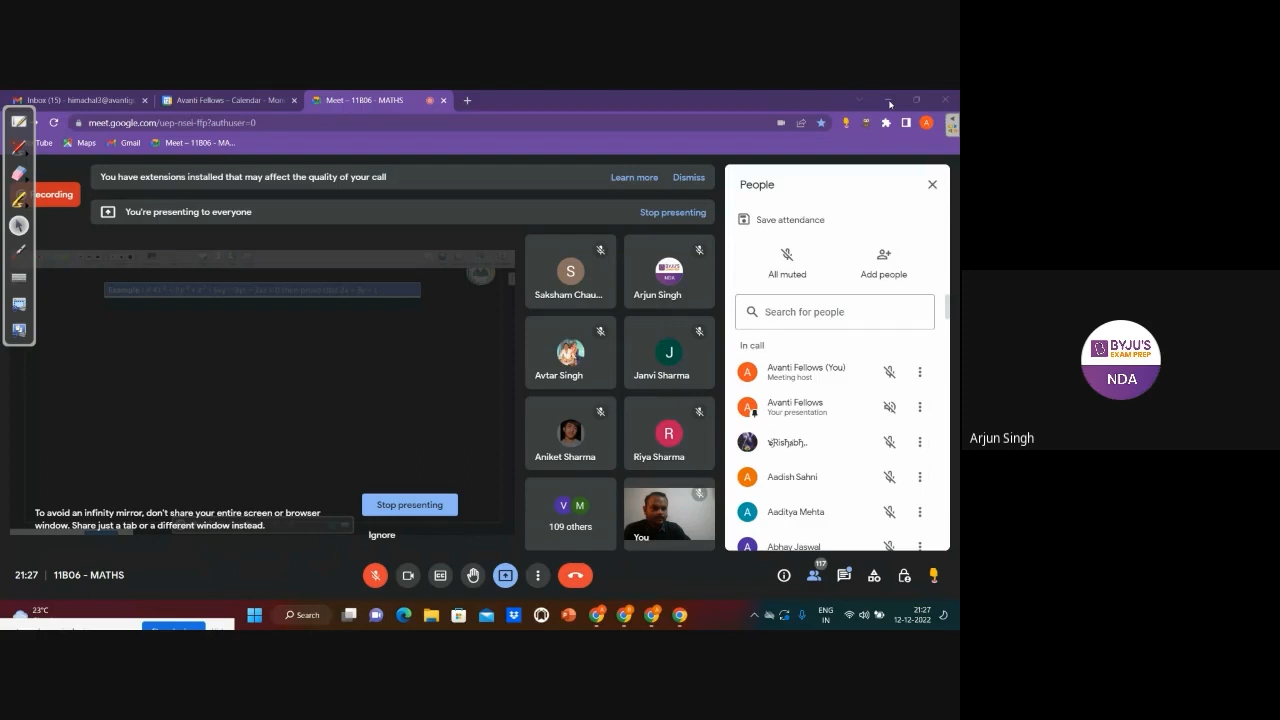 Inbox (15) - himachal3@avantig
Avanti Fellows - Calendar - Mon
Meet – 11B06 - MATHS
meet.google.com/uep-nsei-ffp?authuser=0
Tube
Maps
Gmail
Meet – 11B06 - MA...
You have extensions installed that may affect the quality of your call
Learn more
Dismiss
ecording
You're presenting to everyone
Stop presenting
People
Save attendance
All muted
Add people
Search for people
In call
Avanti Fellows (You)
Meeting host
Avanti Fellows
Your presentation
Aadish Sahni
Aaditya Mehta
Abhay Jaswal
S
Saksham Chau...
BYJU'S
NDA
Arjun Singh
Avtar Singh
J
Janvi Sharma
Aniket Sharma
R
Riya Sharma
V M
109 others
You
To avoid an infinity mirror, don't share your entire screen or browser
window. Share just a tab or a different window instead.
Stop presenting
Ignore
21:27 | 11B06 - MATHS
117
23°C
Search
ENG
IN
21:27
12-12-2022
BYJU'S
EXAM PREP
NDA
Arjun Singh